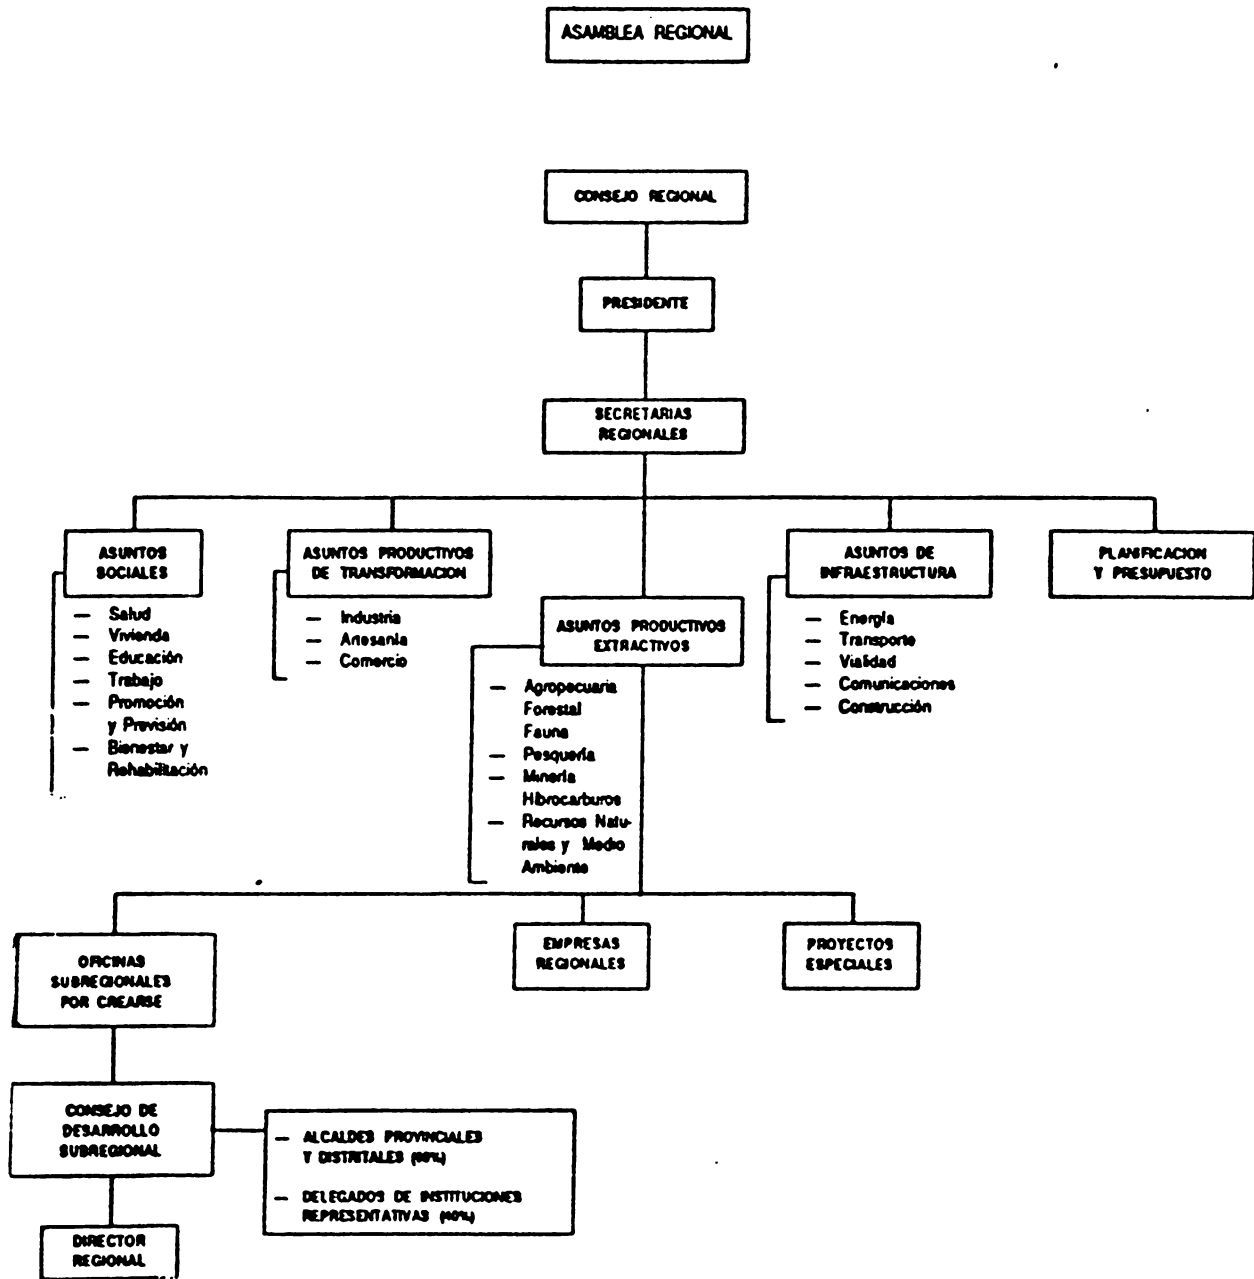 ASAMBLEA REGIONAL
CONSEJO REGIONAL
PRESIDENTE
SECRETARIAS
REGIONALES
ASUNTOS
SOCIALES
— Salud
— Vivienda
— Educación
— Trabajo
— Promoción
y Previsión
— Bienestar y
Rehabilitación
ASUNTOS PRODUCTIVOS
DE TRANSFORMACION
— Industria
— Artesanía
— Comercio
ASUNTOS PRODUCTIVOS
EXTRACTIVOS
— Agropecuaria
Forestal
Fauna
— Pesquería
— Minería
Hibrocarburos
— Recursos Natu-
rales y Medio
Ambiente
ASUNTOS DE
INFRAESTRUCTURA
— Energía
— Transporte
— Vialidad
— Comunicaciones
— Construcción
PLANIFICACION
Y PRESUPUESTO
OFICINAS
SUBREGIONALES
POR CREARSE
EMPRESAS
REGIONALES
PROYECTOS
ESPECIALES
CONSEJO DE
DESARROLLO
SUBREGIONAL
— ALCALDES PROVINCIALES
Y DISTRITALES (60%)
— DELEGADOS DE INSTITUCIONES
REPRESENTATIVAS (40%)
DIRECTOR
REGIONAL